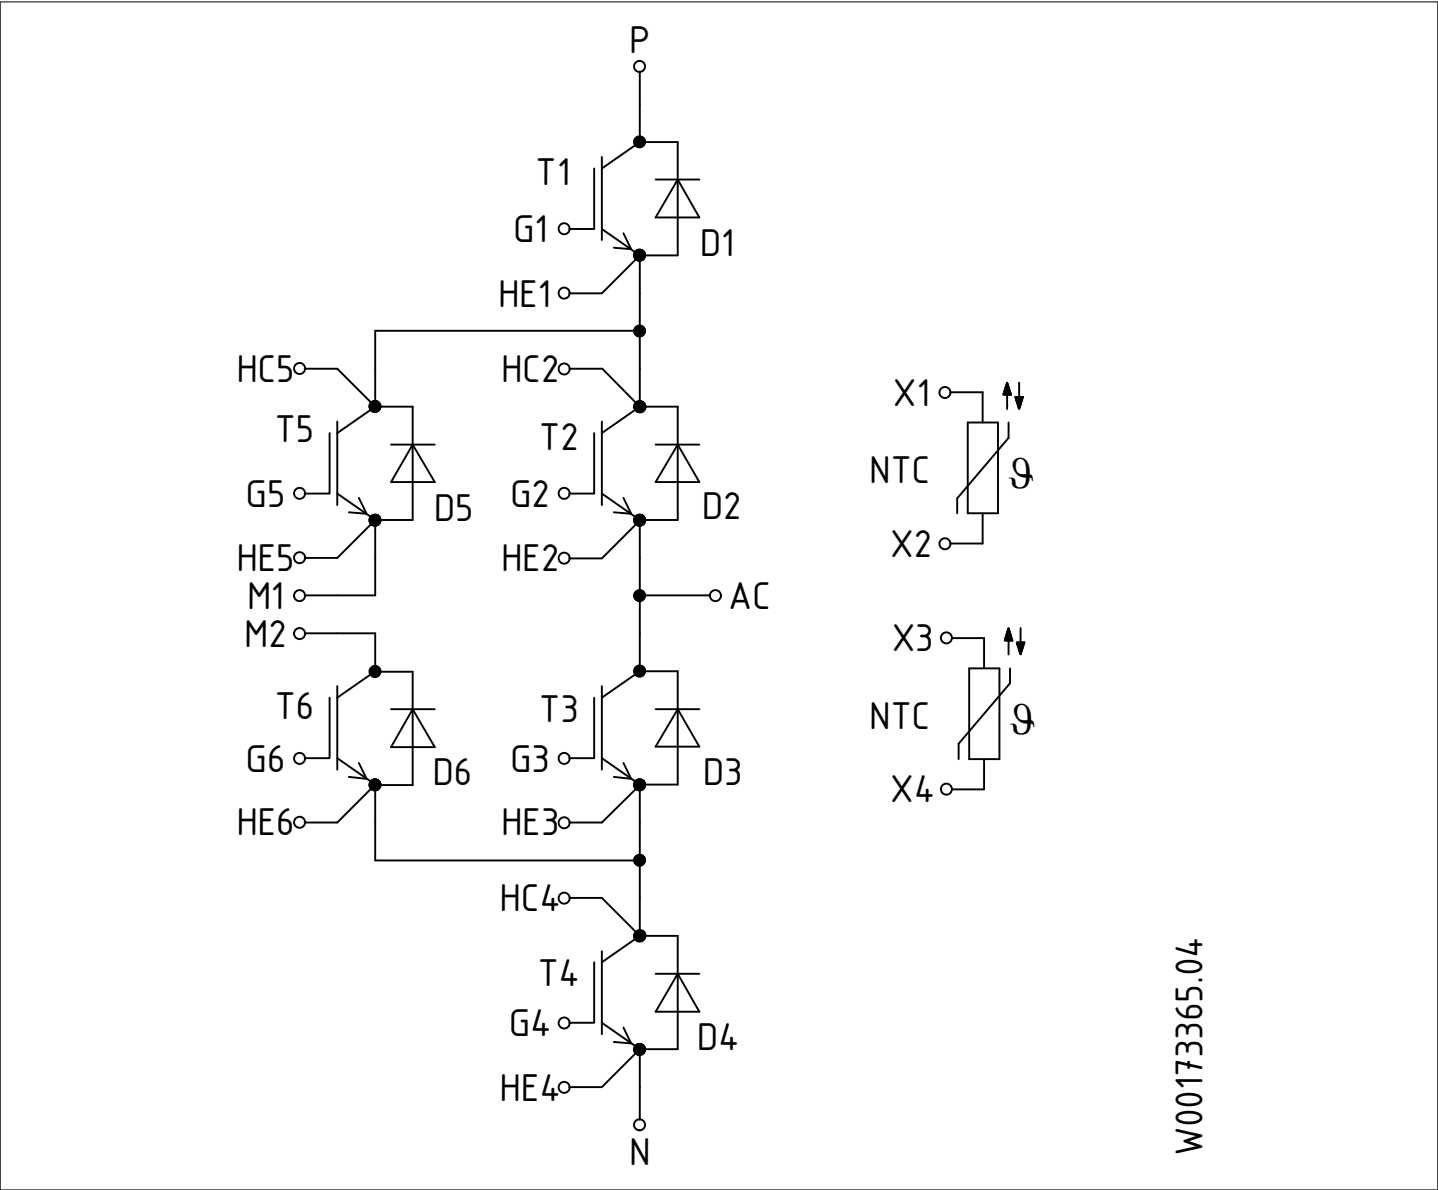 P
T1
G1
D1
HE1
HC5
HC2
X1
T5
T2
NTC
ϑ
G5
G2
D5
D2
HE5
HE2
X2
M1
AC
M2
X3
T6
T3
NTC
ϑ
G6
G3
D6
D3
X4
HE6
HE3
HC4
T4
G4
D4
HE4
N
W00173365.04